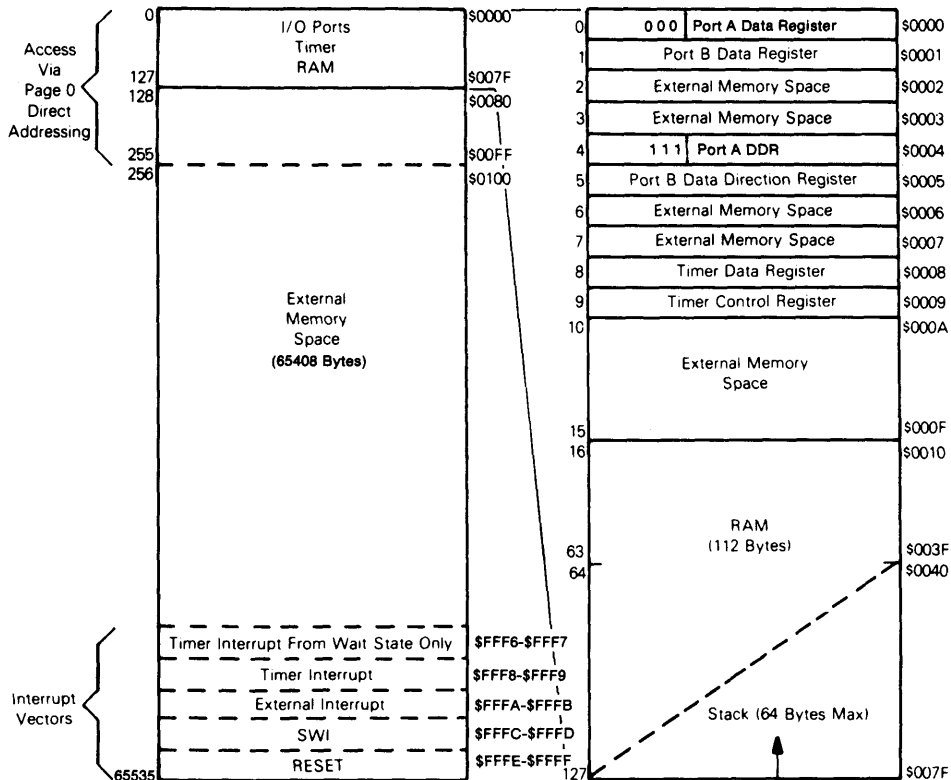 Access
Via
Page 0
Direct
Addressing
0
127
128
255
256
I/O Ports
Timer
RAM
$0000
$007F
$0080
$00FF
$0100
External
Memory
Space
(65408 Bytes)
Interrupt
Vectors
65535
Timer Interrupt From Wait State Only $FFF6-$FFF7
Timer Interrupt $FFF8-$FFF9
External Interrupt $FFFA-$FFFB
SWI $FFFC-$FFFD
RESET $FFFE-$FFFF
0 0 0 0 Port A Data Register $0000
1 Port B Data Register $0001
2 External Memory Space $0002
3 External Memory Space $0003
4 1 1 1 Port A DDR $0004
5 Port B Data Direction Register $0005
6 External Memory Space $0006
7 External Memory Space $0007
8 Timer Data Register $0008
9 Timer Control Register $0009
10 $000A
External Memory
Space
15 $000F
16 $0010
RAM
(112 Bytes)
63 $003F
64 $0040
Stack (64 Bytes Max)
127 $007F